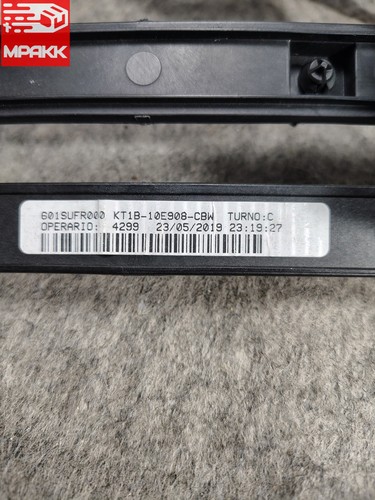 MPAKK
601SUFR000 KT1B-10E908-CBW TURNO:C
OPERARIO: 4299 23/05/2019 23:19:27